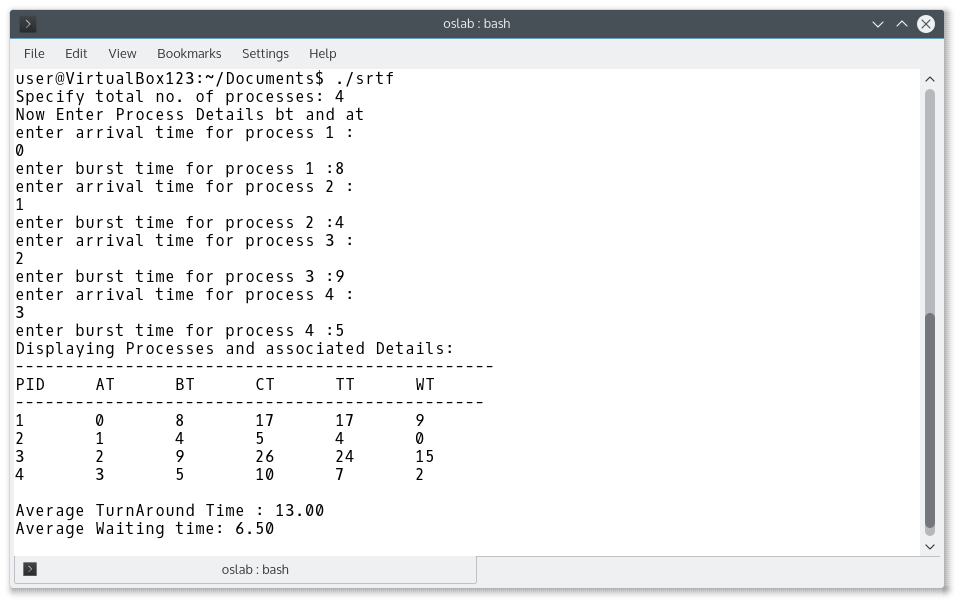 oslab : bash
File Edit View Bookmarks Settings Help
user@VirtualBox123:~/Documents$ ./srtf
Specify total no. of processes: 4
Now Enter Process Details bt and at
enter arrival time for process 1 :
0
enter burst time for process 1 :8
enter arrival time for process 2 :
1
enter burst time for process 2 :4
enter arrival time for process 3 :
2
enter burst time for process 3 :9
enter arrival time for process 4 :
3
enter burst time for process 4 :5
Displaying Processes and associated Details:
------------------------------------------------
PID     AT      BT      CT      TT      WT
-----------------------------------------------
1       0       8       17      17      9
2       1       4       5       4       0
3       2       9       26      24      15
4       3       5       10      7       2
Average TurnAround Time : 13.00
Average Waiting time: 6.50
oslab : bash